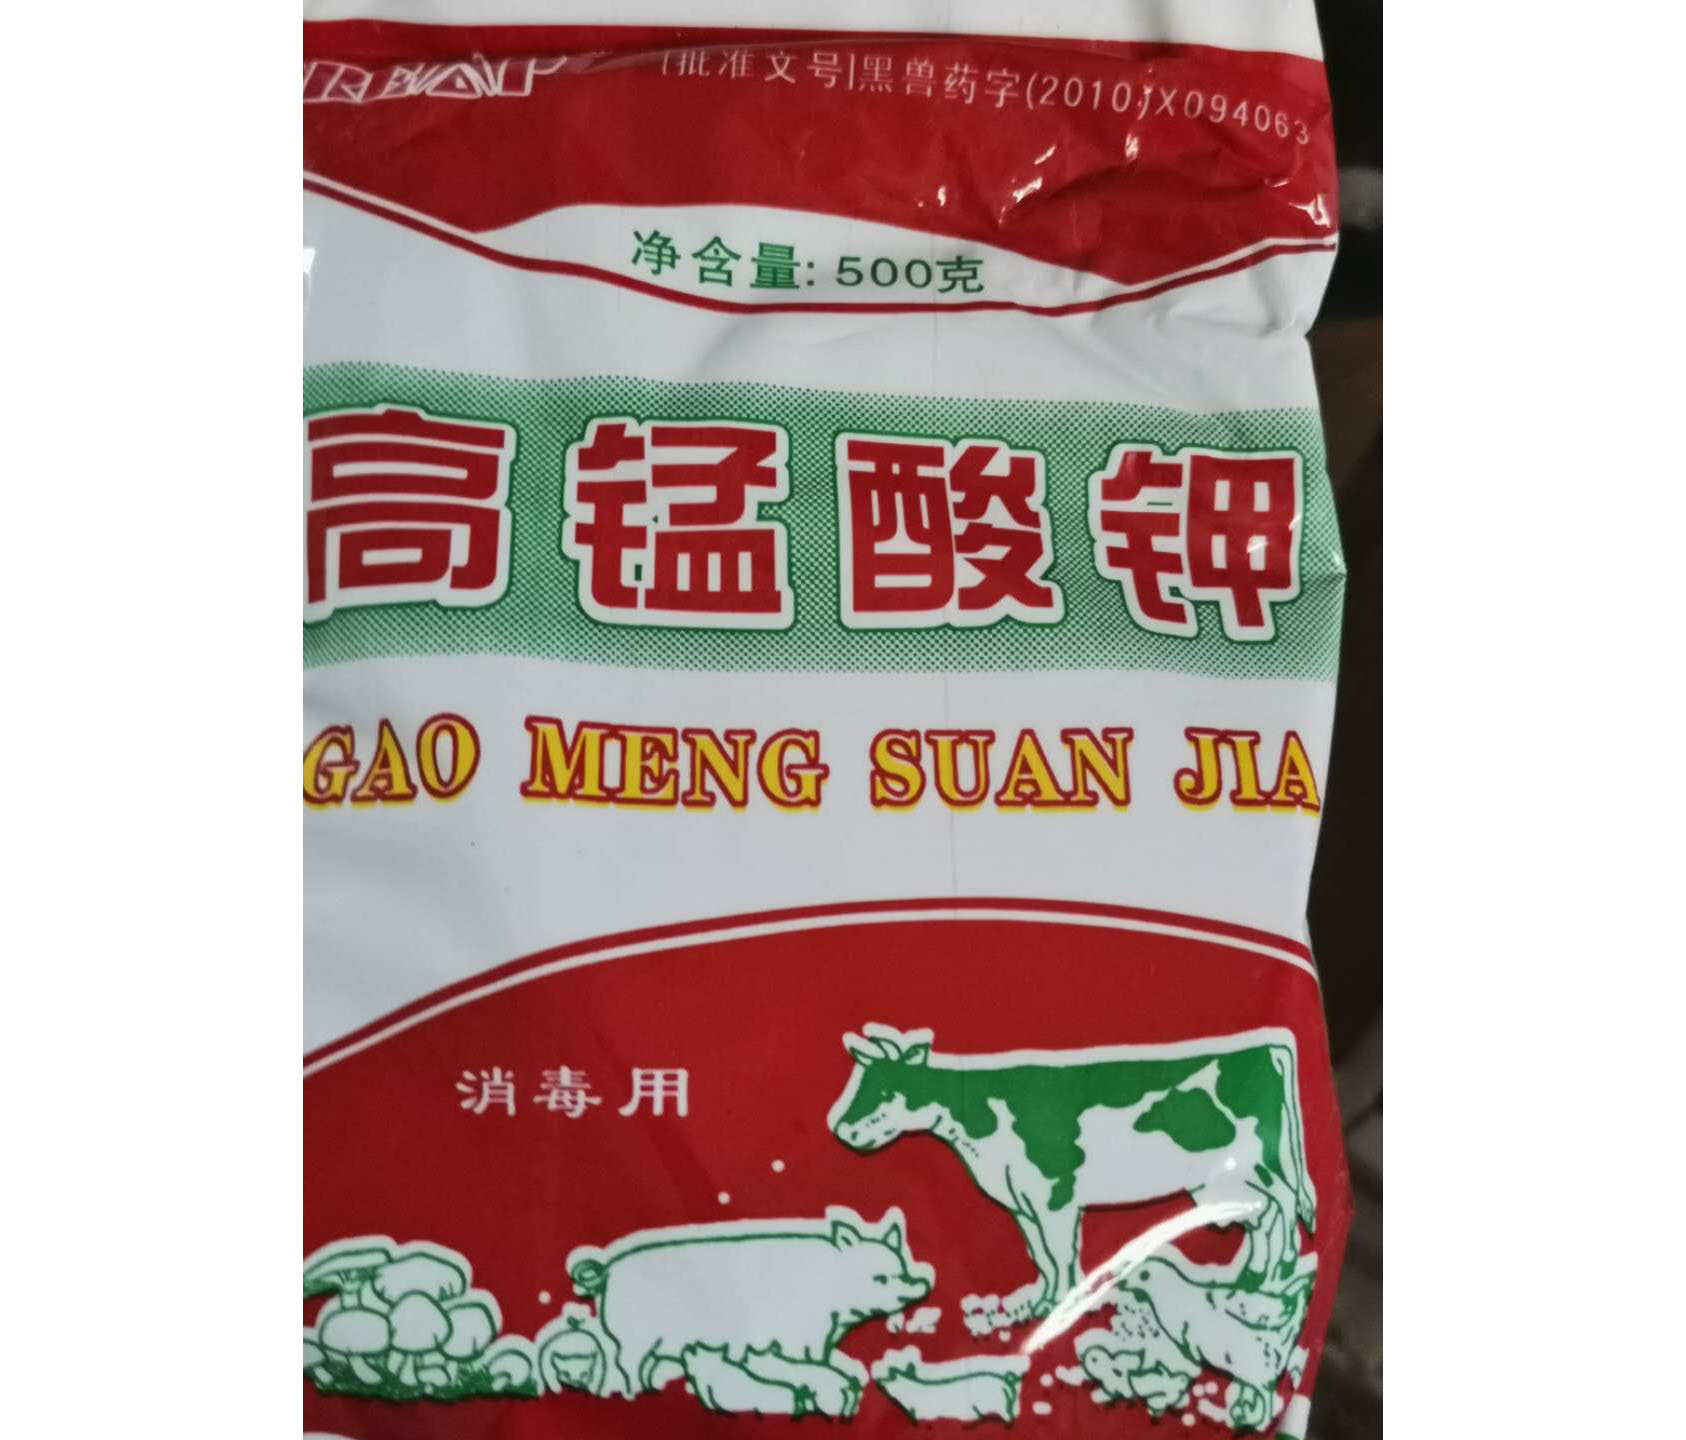 |批准文号|黑兽药字(2010)X094063
净含量: 500克
高锰酸钾
GAO MENG SUAN JIA
消毒用